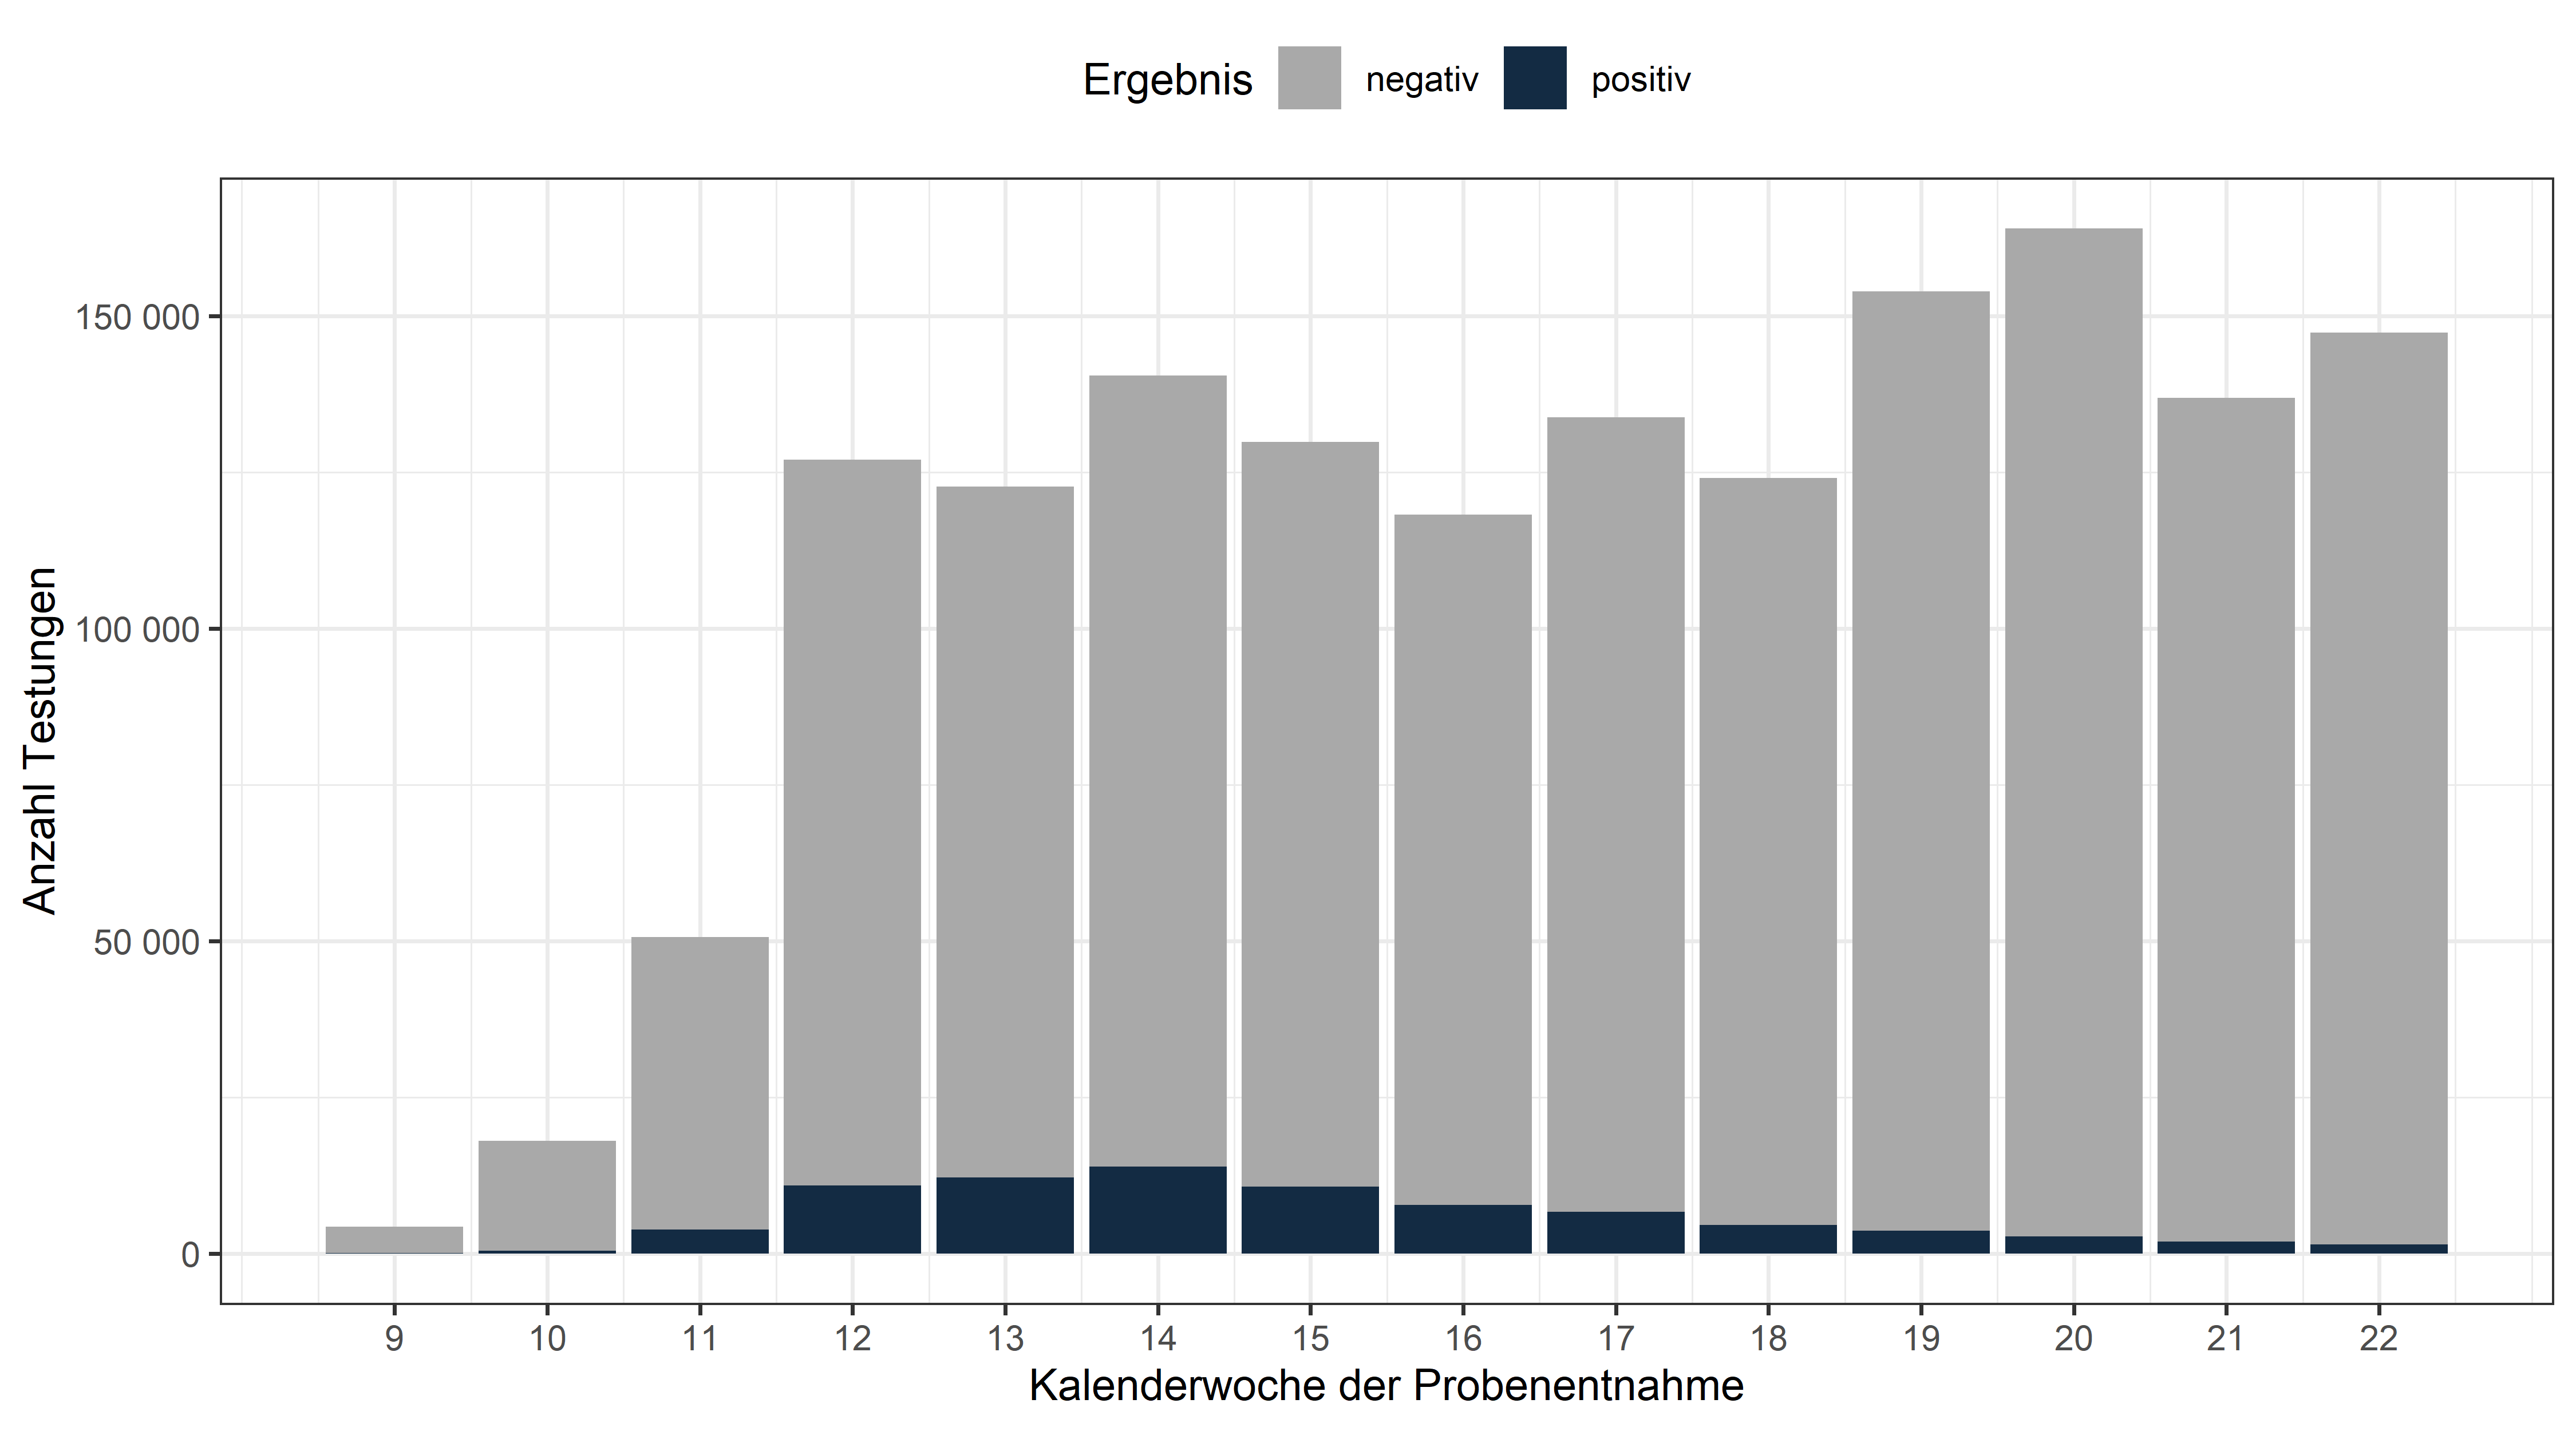 Ergebnis negativ positiv
150 000
100 000
50 000
0
Anzahl Testungen
9 10 11 12 13 14 15 16 17 18 19 20 21 22
Kalenderwoche der Probenentnahme